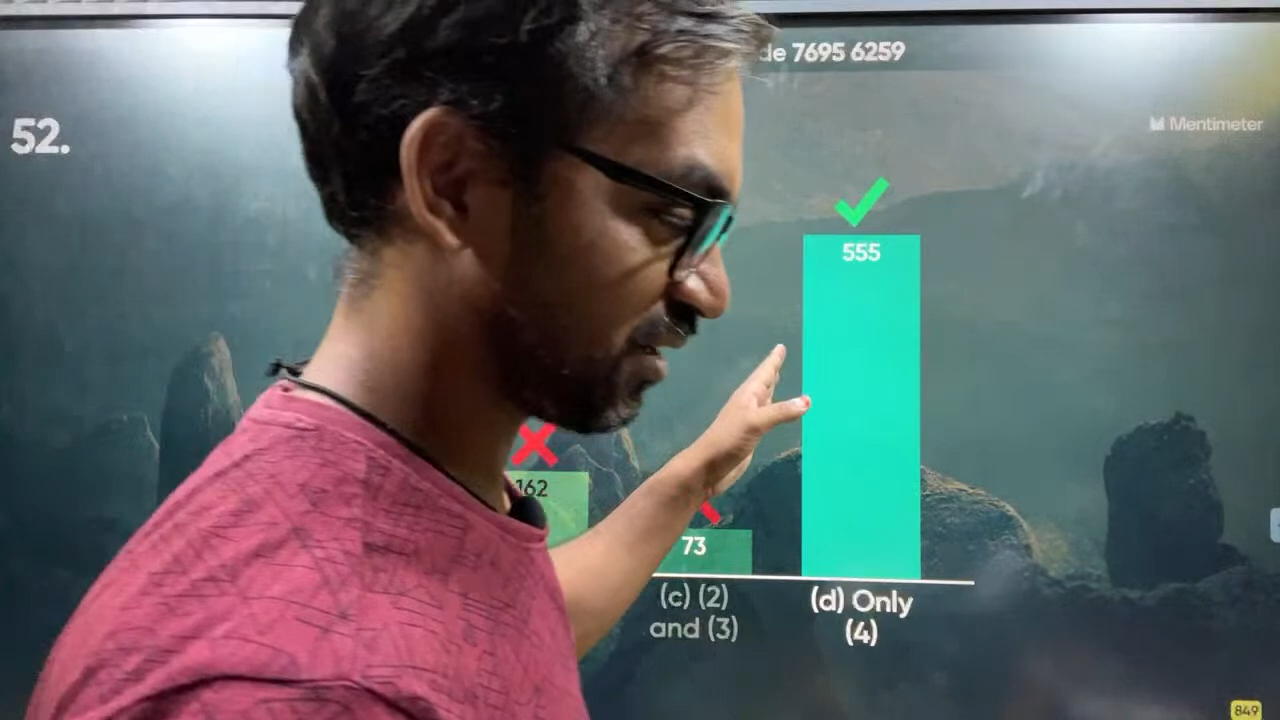 de 7695 6259
52.
Mentimeter
555
162
73
(c) (2)
and (3)
(d) Only
(4)
849